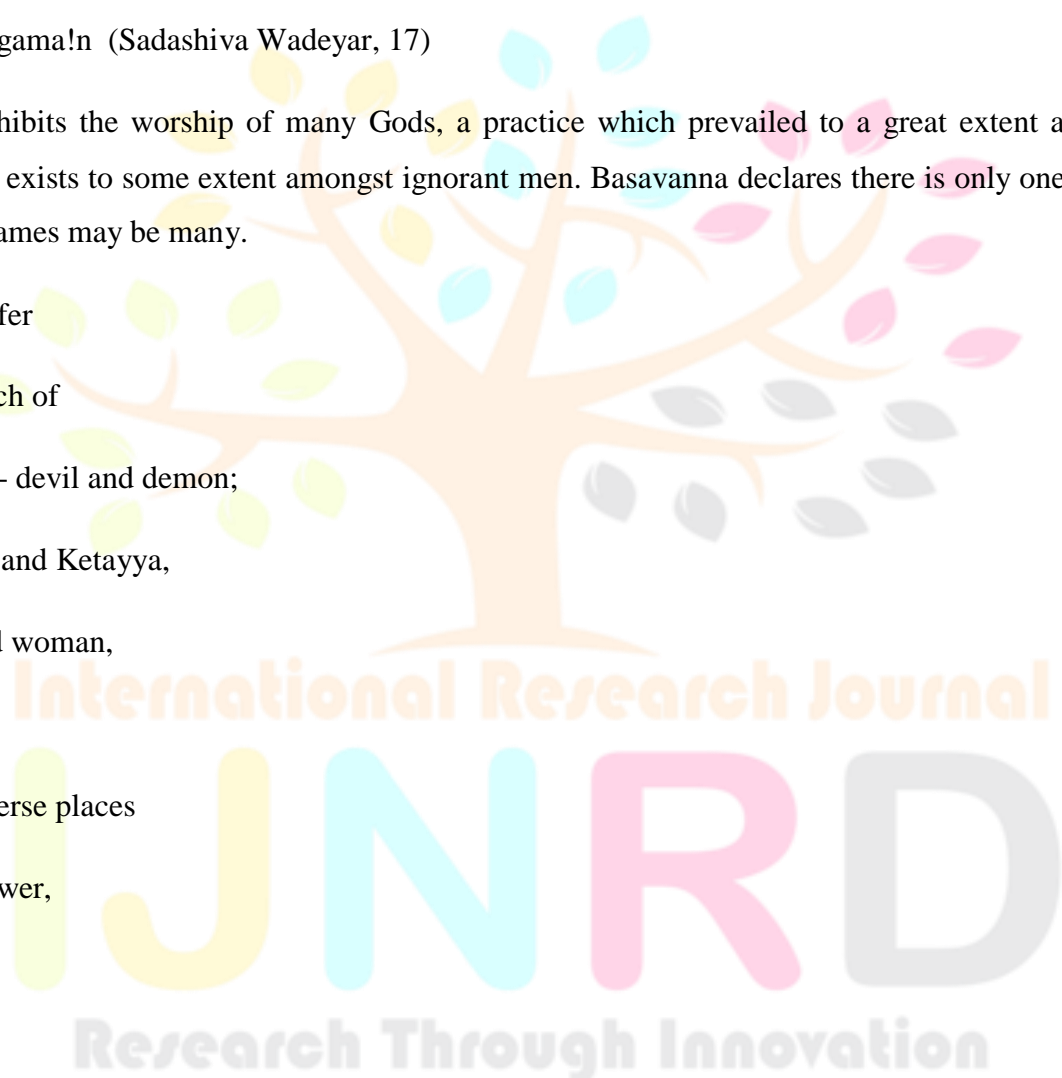 gama!n (Sadashiva Wadeyar, 17)
hibits the worship of many Gods, a practice which prevailed to a great extent a
exists to some extent amongst ignorant men. Basavanna declares there is only one
ames may be many.
fer
ch of
- devil and demon;
and Ketayya,
d woman,
International Research Journal
erse places
wer,
IJNRD
Research Through Innovation